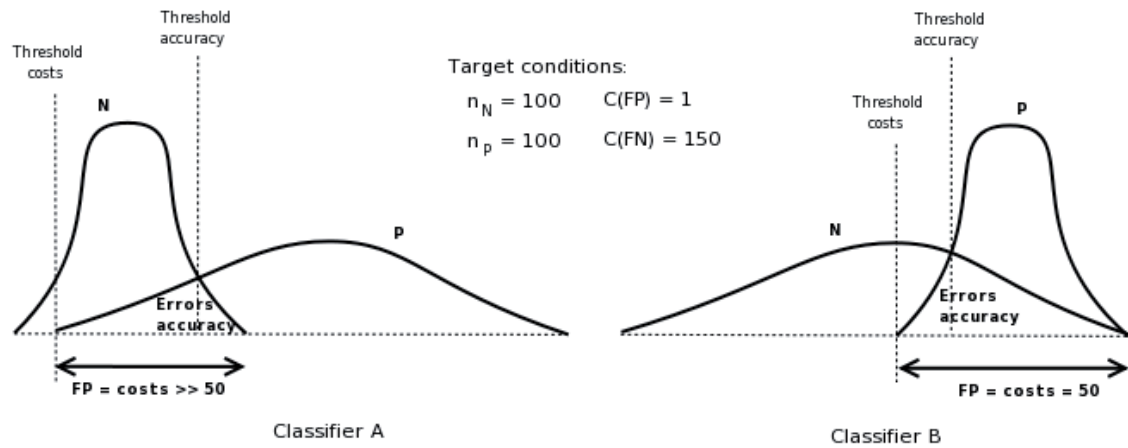 Threshold
accuracy
Threshold
costs
N
P
Errors
accuracy
FP = costs >> 50
Classifier A
Target conditions:
n_N = 100 C(FP) = 1
n_P = 100 C(FN) = 150
Threshold
accuracy
Threshold
costs
P
N
Errors
accuracy
FP = costs = 50
Classifier B